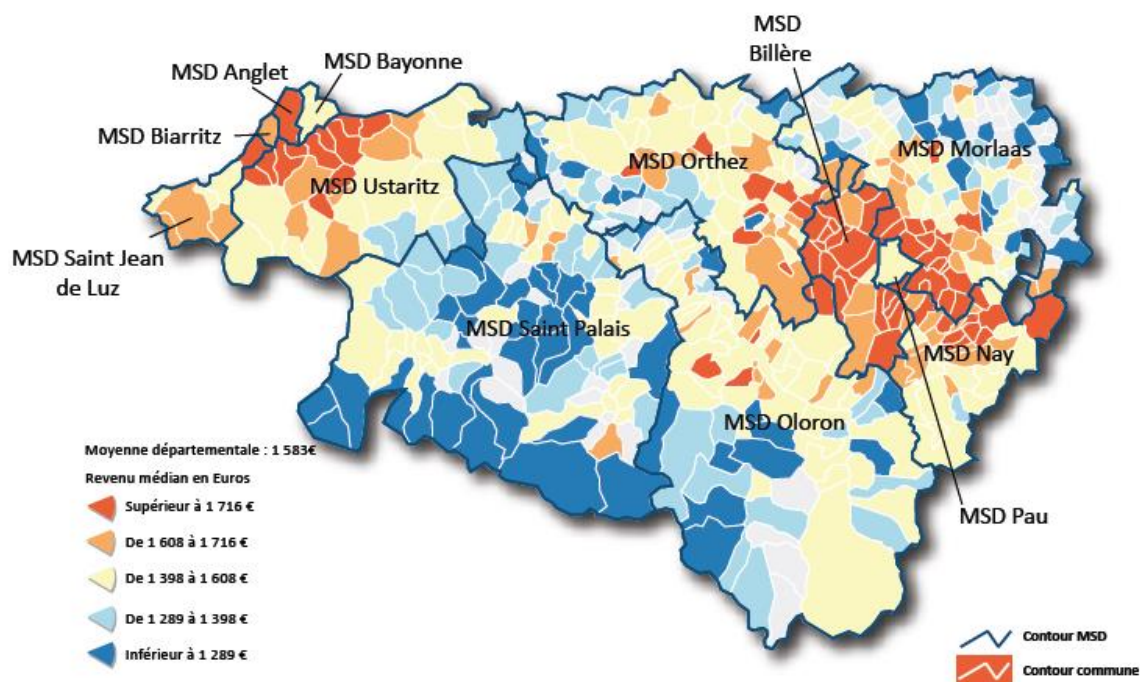 MSD
Billère
MSD Anglet
MSD Bayonne
MSD Biarritz
MSD Orthez
MSD Morlaas
MSD Ustaritz
MSD Saint Jean
de Luz
MSD Saint Palais
MSD Nay
MSD Oloron
MSD Pau
Moyenne départementale : 1 583€
Revenu médian en Euros
Supérieur à 1 716 €
De 1 608 à 1 716 €
De 1 398 à 1 608 €
De 1 289 à 1 398 €
Inférieur à 1 289 €
Contour MSD
Contour commune